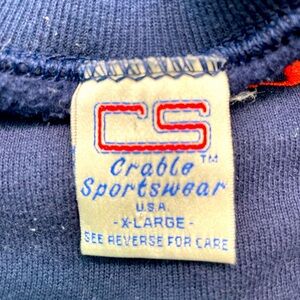 CS
Crable™
Sportswear
U.S.A.
-X-LARGE-
SEE REVERSE FOR CARE